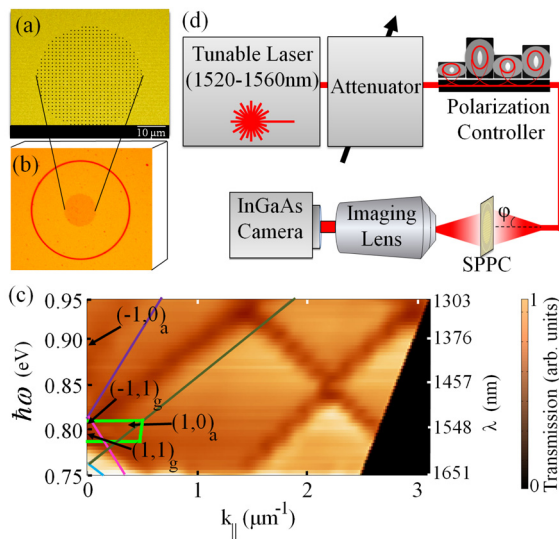 (a)
10 μm
(b)
(d)
Tunable Laser
(1520-1560nm)
Attenuator
Polarization
Controller
InGaAs
Camera
Imaging
Lens
φ
SPPC
(c)
ħω (eV)
0.95
0.90
0.85
0.80
0.75
(-1,0)a
(-1,1)g
(1,0)a
(1,1)g
0
1
2
3
k|| (μm-1)
1303
1376
1457
1548
1651
λ (nm)
1
0
Transmission (arb. units)